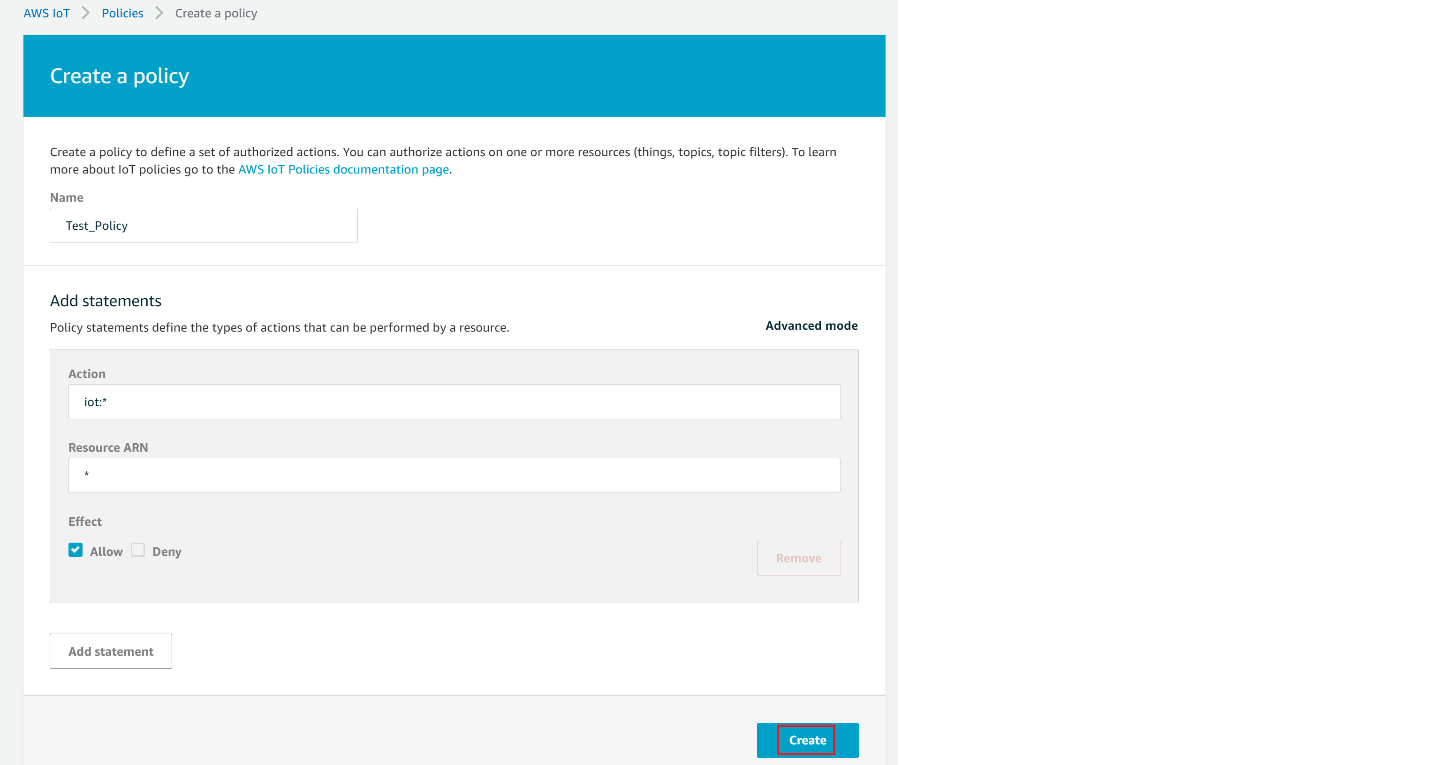 AWS IoT > Policies > Create a policy
Create a policy
Create a policy to define a set of authorized actions. You can authorize actions on one or more resources (things, topics, topic filters). To learn
more about IoT policies go to the AWS IoT Policies documentation page.
Name
Test_Policy
Add statements
Policy statements define the types of actions that can be performed by a resource.
Advanced mode
Action
iot:*
Resource ARN
*
Effect
Allow Deny
Remove
Add statement
Create